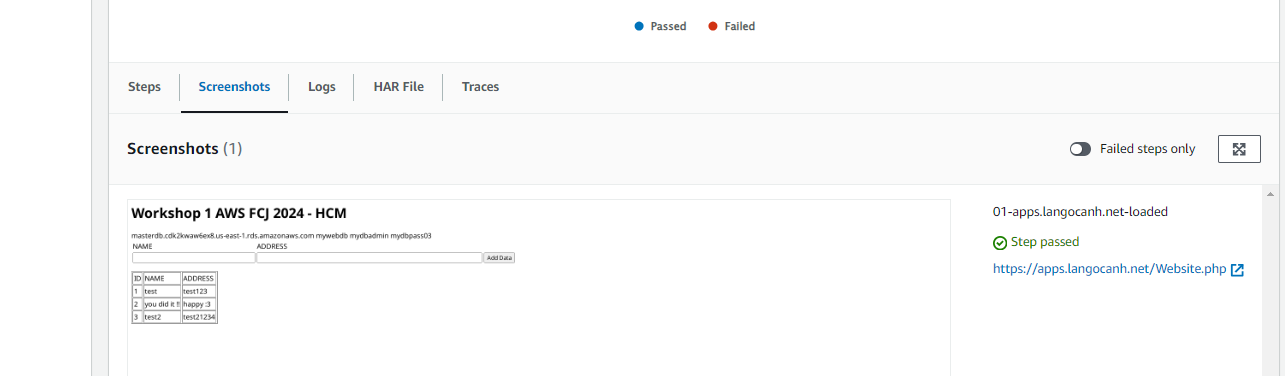 Passed Failed
Steps Screenshots Logs HAR File Traces
Screenshots (1) Failed steps only
Workshop 1 AWS FCJ 2024 - HCM
masterdb.cdk2kwaw6ex8.us-east-1.rds.amazonaws.com mywebdb mydbadmin mydbpass03
NAME ADDRESS
Add Data
ID NAME ADDRESS
1 test test123
2 you did it !! happy :3
3 test2 test21234
01-apps.langocanh.net-loaded
Step passed
https://apps.langocanh.net/Website.php